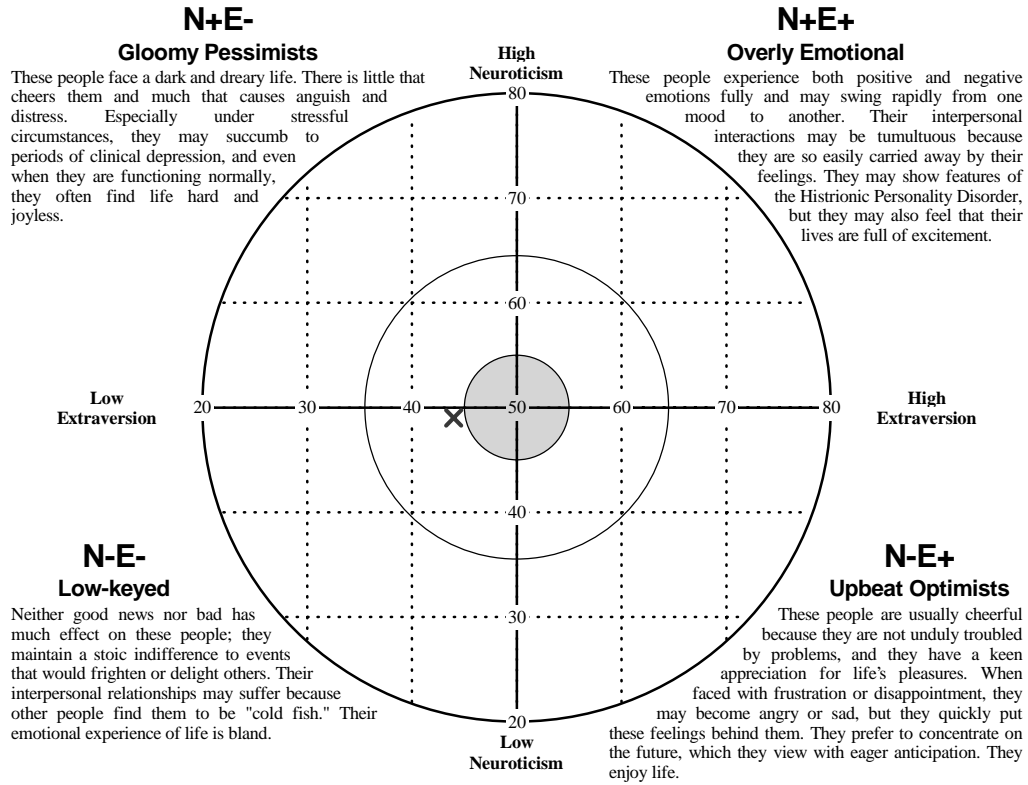 N+E-
Gloomy Pessimists
These people face a dark and dreary life. There is little that
cheers them and much that causes anguish and
distress. Especially under stressful
circumstances, they may succumb to
periods of clinical depression, and even
when they are functioning normally,
they often find life hard and
joyless.
High
Neuroticism
N+E+
Overly Emotional
These people experience both positive and negative
emotions fully and may swing rapidly from one
mood to another. Their interpersonal
interactions may be tumultuous because
they are so easily carried away by their
feelings. They may show features of
the Histrionic Personality Disorder,
but they may also feel that their
lives are full of excitement.
80
70
60
Low
Extraversion
20 30 40 50 60 70 80
High
Extraversion
40
30
20
N-E-
Low-keyed
Neither good news nor bad has
much effect on these people; they
maintain a stoic indifference to events
that would frighten or delight others. Their
interpersonal relationships may suffer because
other people find them to be "cold fish." Their
emotional experience of life is bland.
Low
Neuroticism
N-E+
Upbeat Optimists
These people are usually cheerful
because they are not unduly troubled
by problems, and they have a keen
appreciation for life's pleasures. When
faced with frustration or disappointment, they
may become angry or sad, but they quickly put
these feelings behind them. They prefer to concentrate on
the future, which they view with eager anticipation. They
enjoy life.